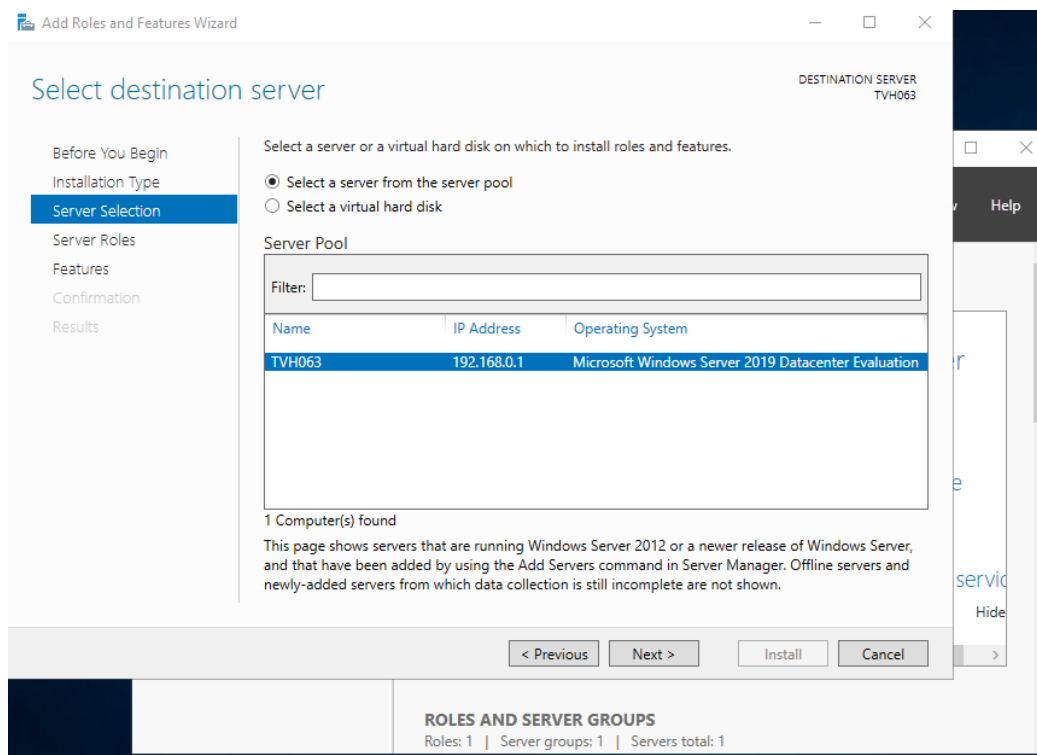 Add Roles and Features Wizard
Select destination server
DESTINATION SERVER
TVH063
Before You Begin
Installation Type
Server Selection
Server Roles
Features
Confirmation
Results
Select a server or a virtual hard disk on which to install roles and features.
Select a server from the server pool
Select a virtual hard disk
Server Pool
Filter:
Name IP Address Operating System
TVH063 192.168.0.1 Microsoft Windows Server 2019 Datacenter Evaluation
1 Computer(s) found
This page shows servers that are running Windows Server 2012 or a newer release of Windows Server,
and that have been added by using the Add Servers command in Server Manager. Offline servers and
newly-added servers from which data collection is still incomplete are not shown.
< Previous Next > Install Cancel
Help
Hide
ROLES AND SERVER GROUPS
Roles: 1 | Server groups: 1 | Servers total: 1